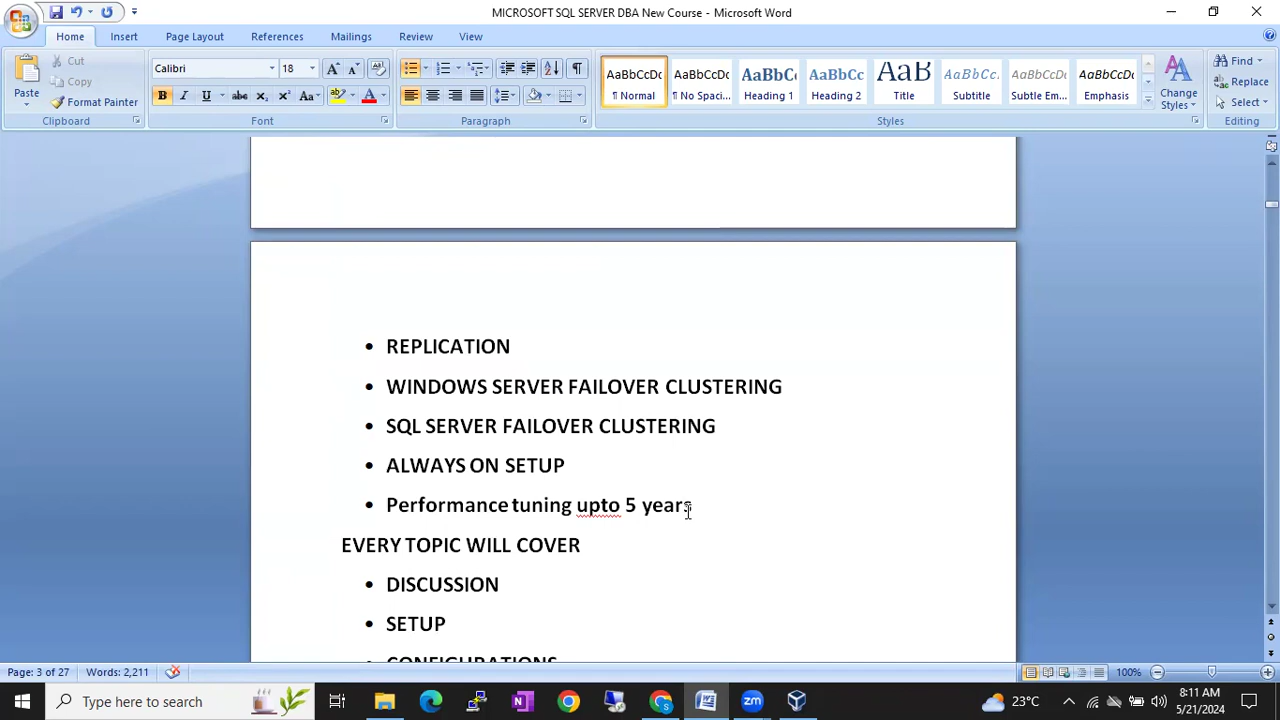 MICROSOFT SQL SERVER DBA New Course - Microsoft Word
Home Insert Page Layout References Mailings Review View
Paste
Cut
Copy
Format Painter
Clipboard
Calibri 18
B I U abc X₂ X² Aa
Font
Paragraph
AaBbCcDc AaBbCcDc AaBbC AaBbCc AaB AaBbCc. AaBbCcDc AaBbCcDc
¶ Normal ¶ No Spaci... Heading 1 Heading 2 Title Subtitle Subtle Em... Emphasis
Change Styles
Styles
Find
Replace
Select
Editing
• REPLICATION
• WINDOWS SERVER FAILOVER CLUSTERING
• SQL SERVER FAILOVER CLUSTERING
• ALWAYS ON SETUP
• Performance tuning upto 5 years
EVERY TOPIC WILL COVER
• DISCUSSION
• SETUP
• CONFIGURATIONS
Page: 3 of 27 Words: 2,211 100%
Type here to search
23°C
8:11 AM
5/21/2024